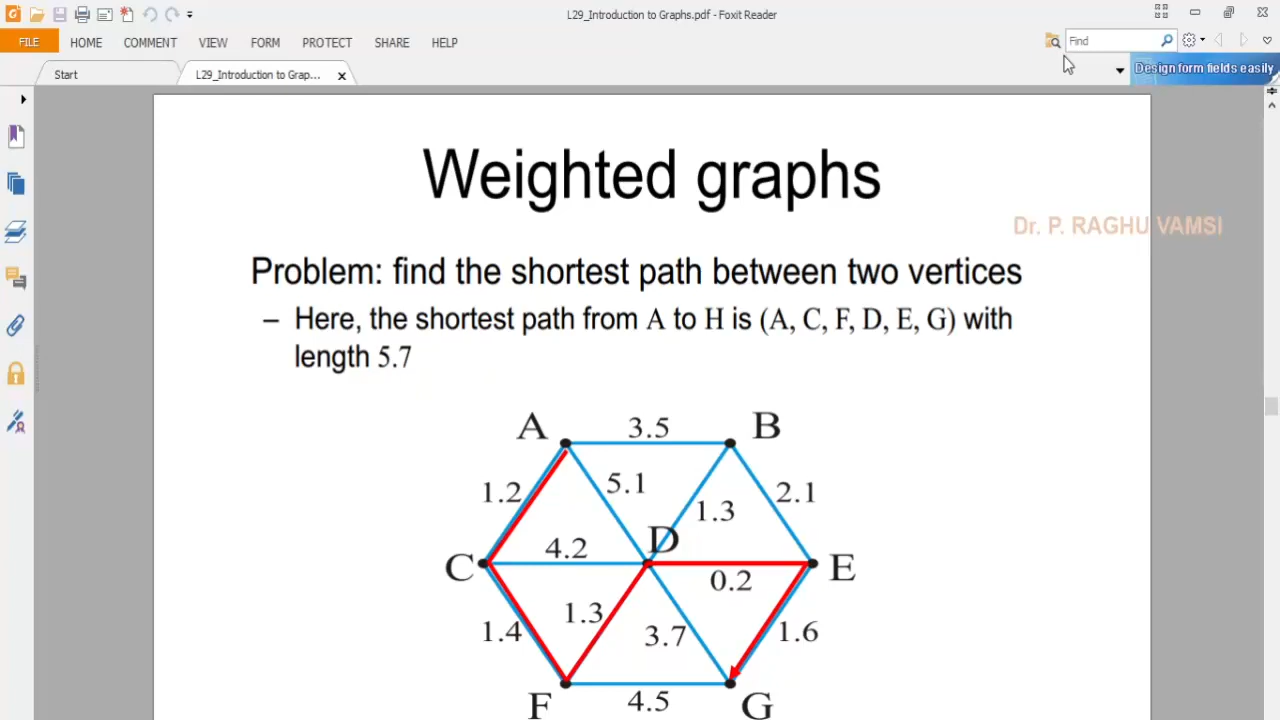 L29_Introduction to Graphs.pdf - Foxit Reader
FILE HOME COMMENT VIEW FORM PROTECT SHARE HELP
Find
Start
L29_Introduction to Grap... x
Design form fields easily
Weighted graphs
Dr. P. RAGHU VAMSI
Problem: find the shortest path between two vertices
– Here, the shortest path from A to H is (A, C, F, D, E, G) with
length 5.7
A 3.5 B
1.2 5.1 1.3 2.1
C 4.2 D 0.2 E
1.4 1.3 3.7 1.6
F 4.5 G